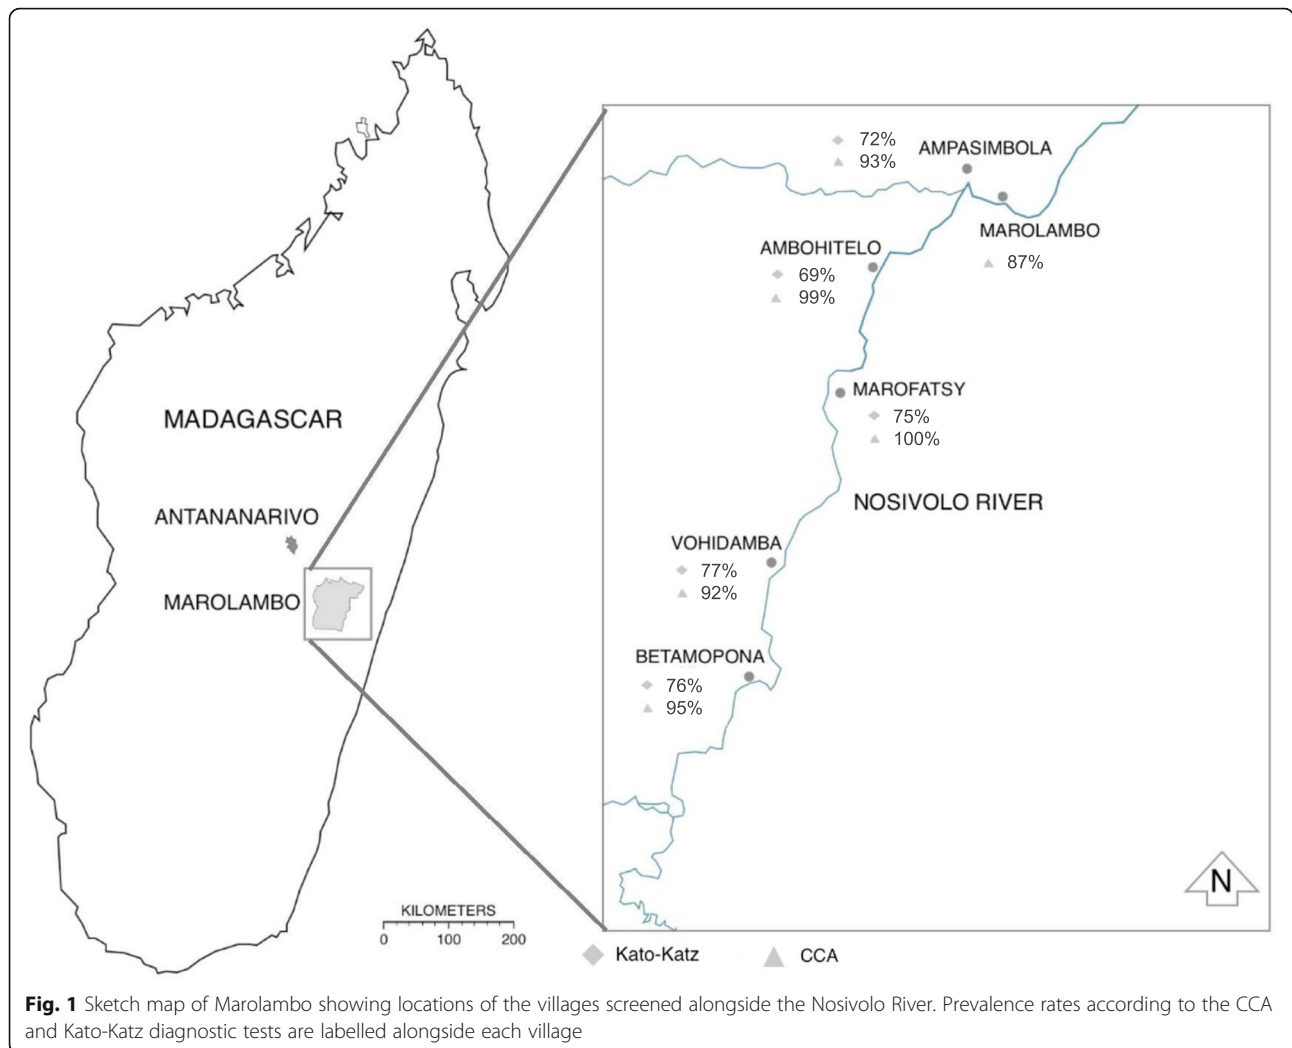 72%
AMPASIMBOLA
93%
MAROLAMBO
AMBOHITELO
87%
69%
99%
MAROFATSY
75%
100%
MADAGASCAR
NOSIVOLO RIVER
ANTANANARIVO
VOHIDAMBA
77%
92%
MAROLAMBO
BETAMOPONA
76%
95%
N
KILOMETERS
0 100 200
Kato-Katz CCA
Fig. 1 Sketch map of Marolambo showing locations of the villages screened alongside the Nosivolo River. Prevalence rates according to the CCA
and Kato-Katz diagnostic tests are labelled alongside each village